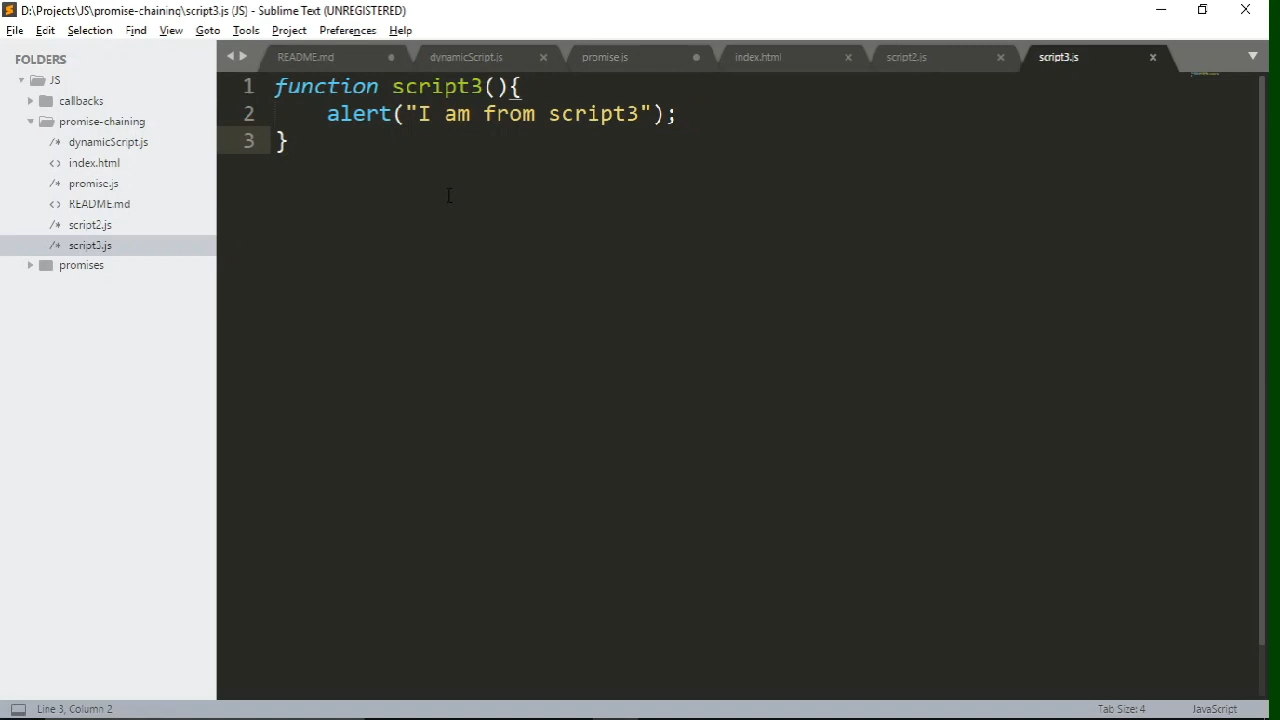 D:\Projects\JS\promise-chaining\script3.js (JS) - Sublime Text (UNREGISTERED)
File Edit Selection Find View Goto Tools Project Preferences Help
FOLDERS
JS
callbacks
promise-chaining
/* dynamicScript.js
<> index.html
/* promise.js
<> README.md
/* script2.js
/* script3.js
promises
README.md dynamicScript.js promise.js index.html script2.js script3.js
1 function script3(){
2 alert("I am from script3");
3 }
Line 3, Column 2 Tab Size: 4 JavaScript